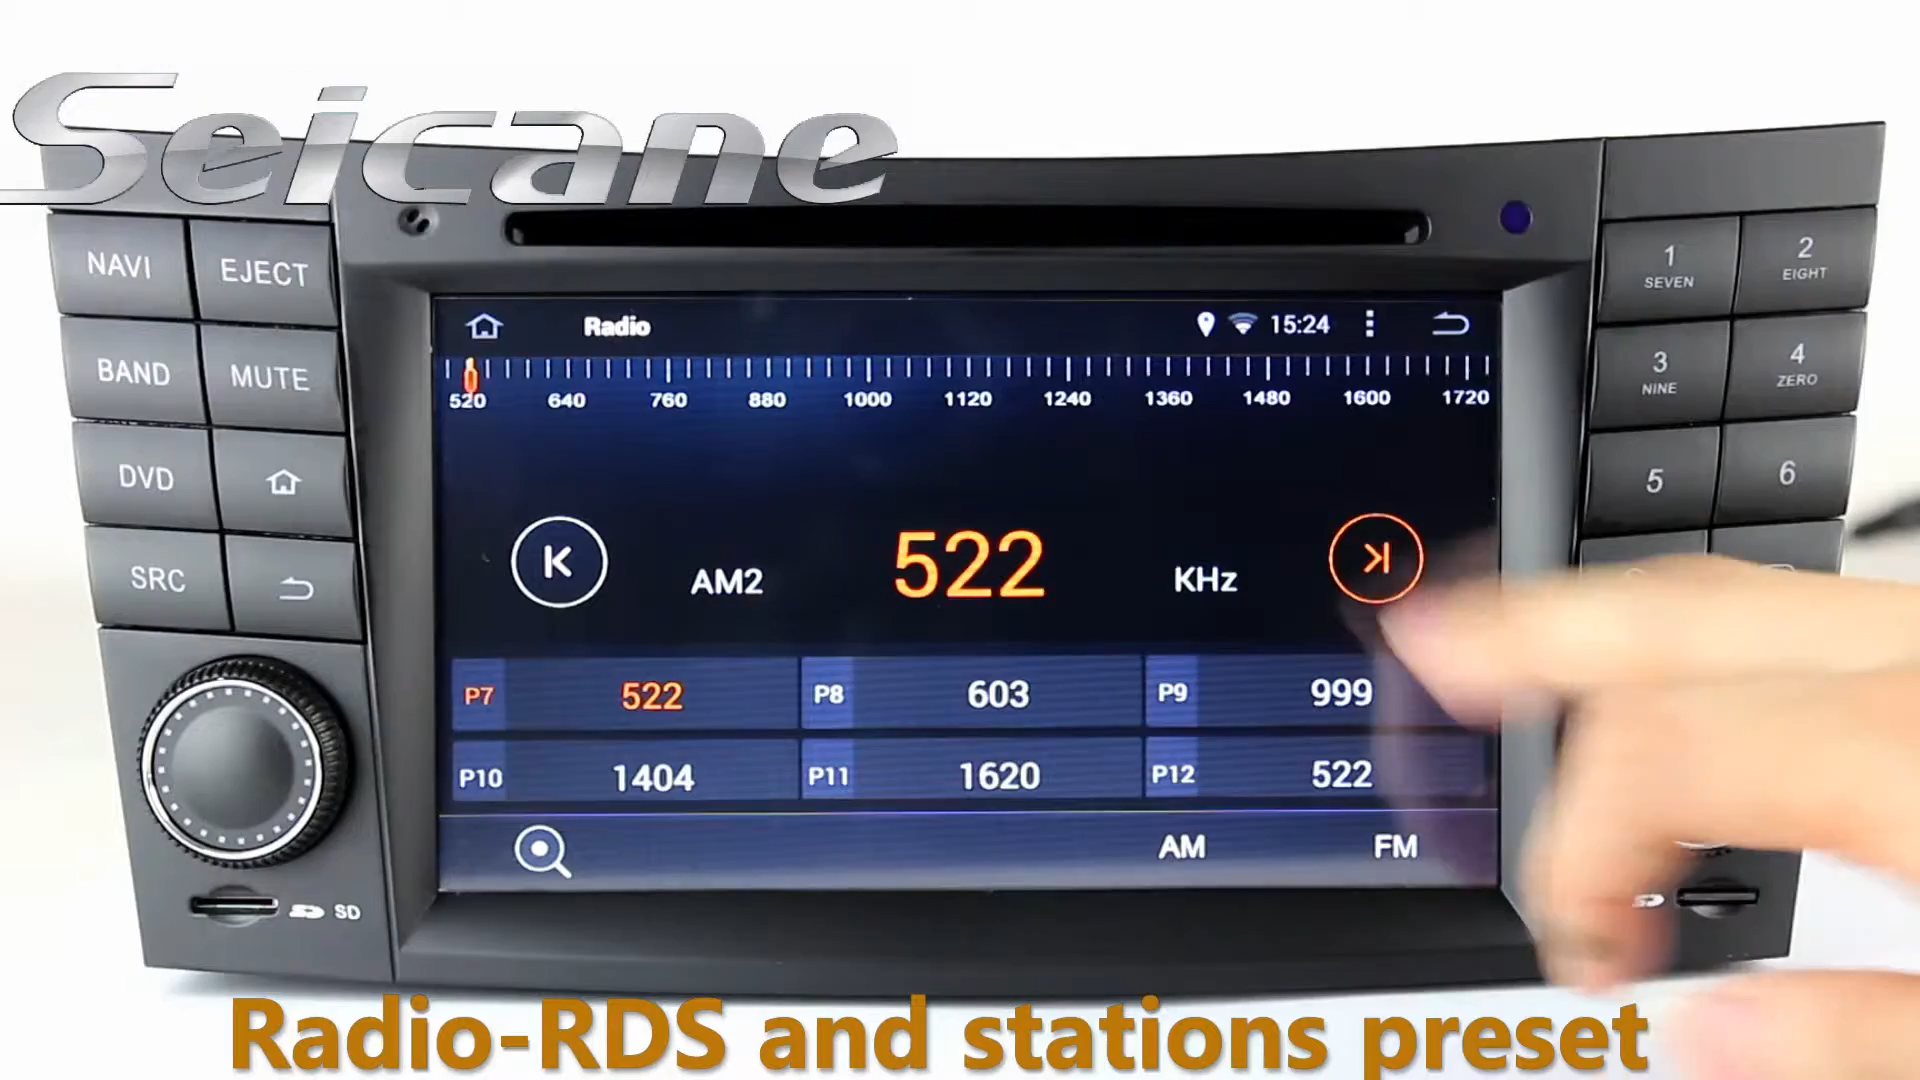 Seicane
NAVI
EJECT
BAND
MUTE
DVD
SRC
SD
Radio
15:24
520 640 760 880 1000 1120 1240 1360 1480 1600 1720
AM2 522 KHz
P7 522 P8 603 P9 999
P10 1404 P11 1620 P12 522
AM FM
1
SEVEN
2
EIGHT
3
NINE
4
ZERO
5
6
Radio-RDS and stations preset